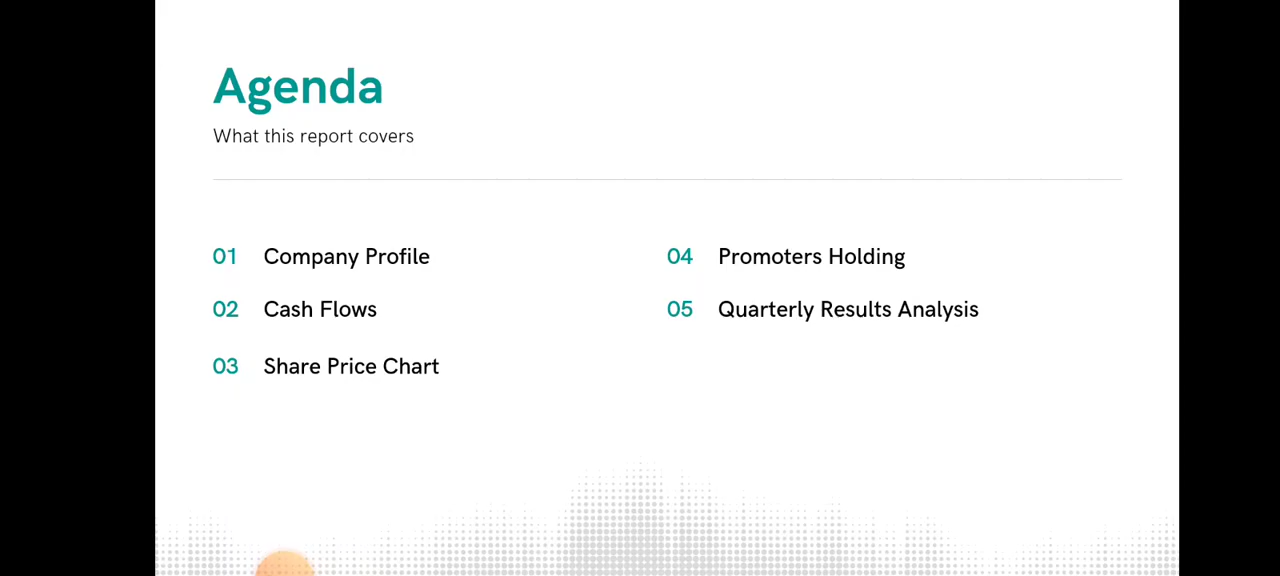 Agenda
What this report covers
01 Company Profile
02 Cash Flows
03 Share Price Chart
04 Promoters Holding
05 Quarterly Results Analysis